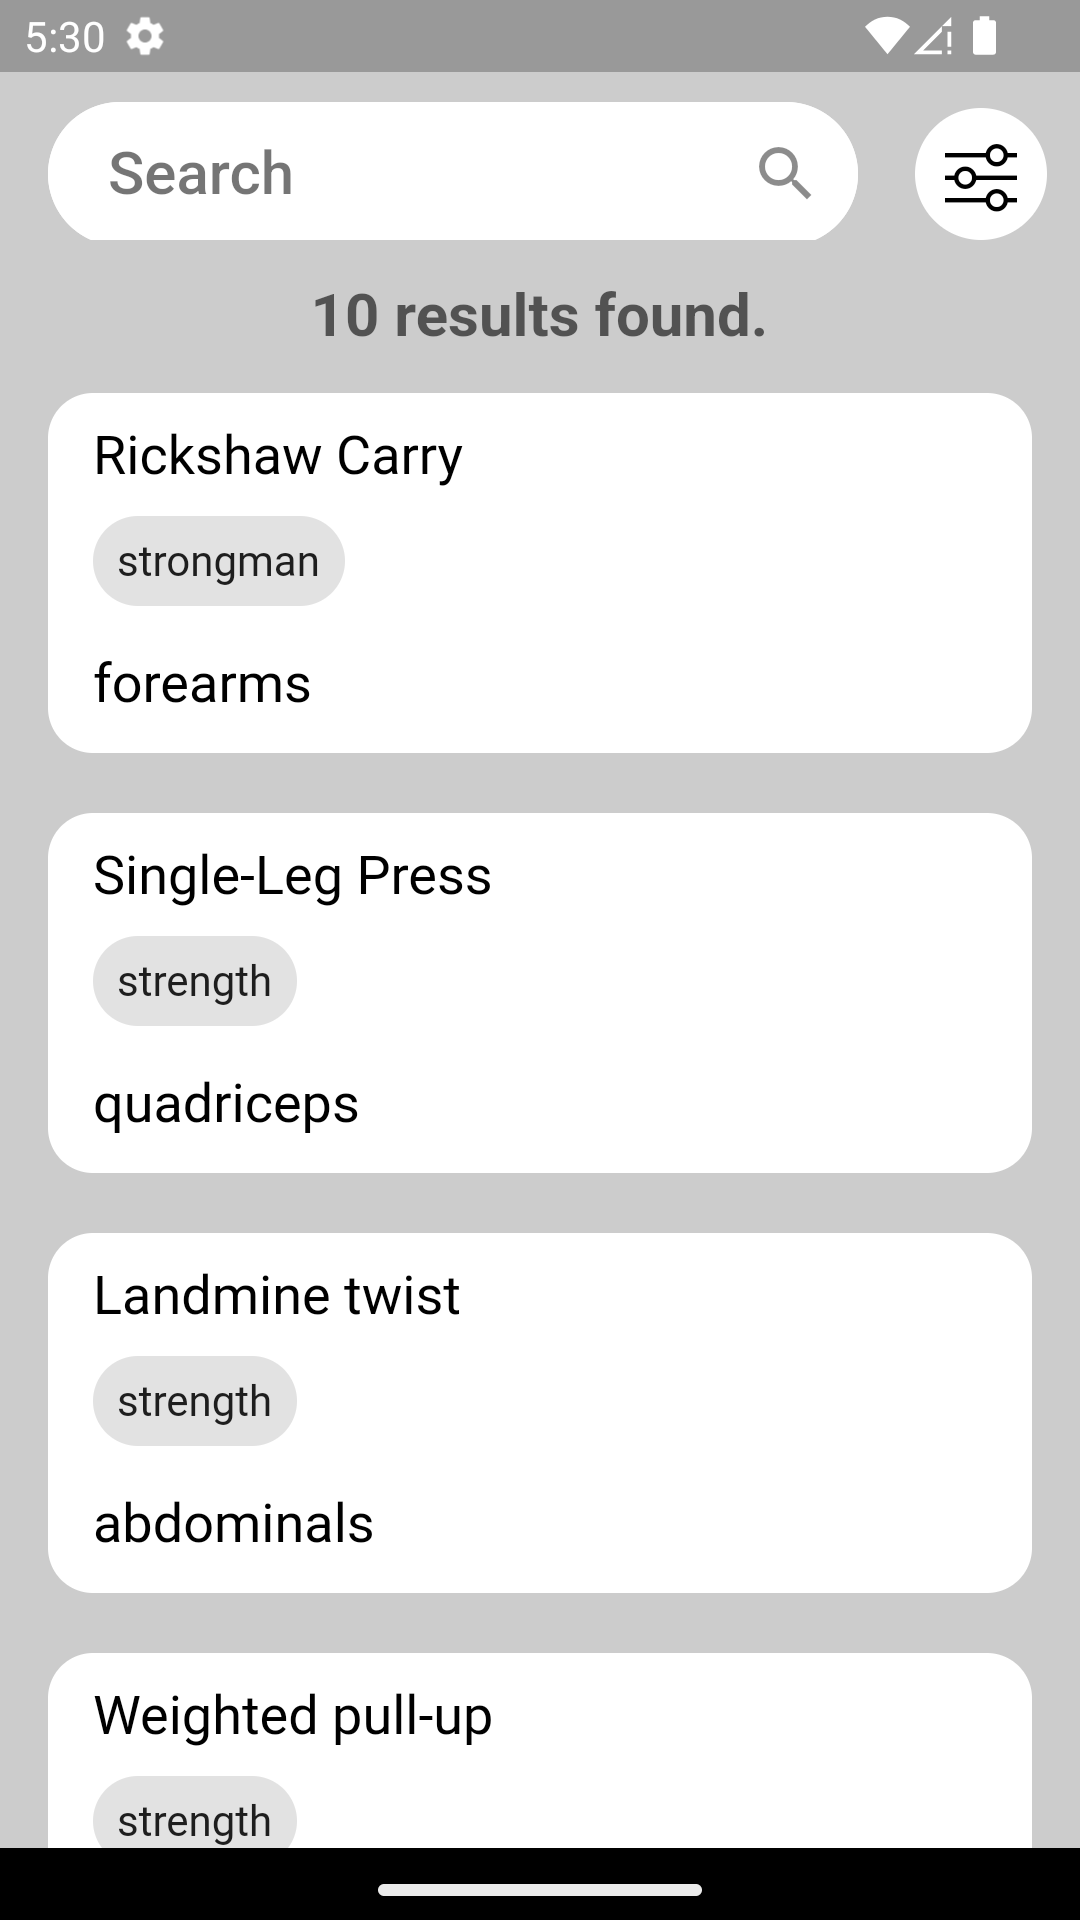 5:30
Search
10 results found.
Rickshaw Carry
strongman
forearms
Single-Leg Press
strength
quadriceps
Landmine twist
strength
abdominals
Weighted pull-up
strength